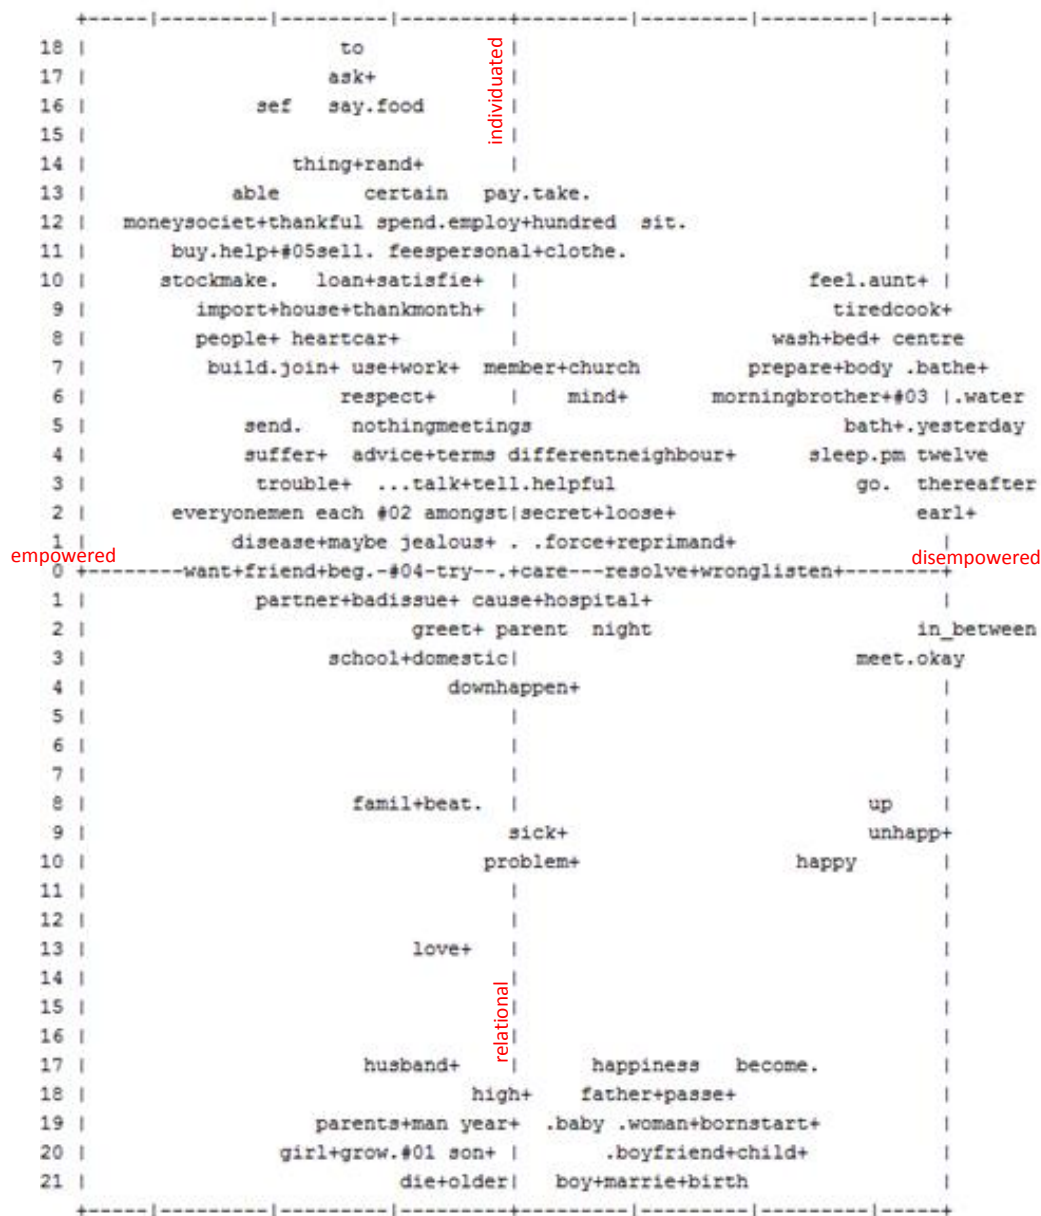 +-----|---------|---------|---------+---------|---------|---------|-----+
18 | to | |
17 | ask+ | |
16 | sef say.food | |
15 | | |
14 | thing+rand+ | |
13 | able certain pay.take. |
12 | moneysociet+thankful spend.employ+hundred sit. |
11 | buy.help+#05sell. feespersonal+clothe. |
10 | stockmake. loan+satisfie+ | feel.aunt+ |
9 | import+house+thankmonth+ | tiredcook+
8 | people+ heartcar+ | wash+bed+ centre
7 | build.join+ use+work+ member+church prepare+body .bathe+
6 | respect+ | mind+ morningbrother+#03 |.water
5 | send. nothingmeetings bath+.yesterday
4 | suffer+ advice+terms differentneighbour+ sleep.pm twelve
3 | trouble+ ...talk+tell.helpful go. thereafter
2 | everyonemen each #02 amongst|secret+loose+ earl+
1 | disease+maybe jealous+ . .force+reprimand+ |
empowered disempowered
0 +--------want+friend+beg.-#04-try--.+care---resolve+wronglisten+--------+
1 | partner+badissue+ cause+hospital+ |
2 | greet+ parent night in_between
3 | school+domestic| meet.okay
4 | downhappen+ |
5 | | |
6 | | |
7 | | |
8 | famil+beat. | up |
9 | sick+ unhapp+
10 | problem+ happy |
11 | | |
12 | | |
13 | love+ | |
14 | | |
15 | | |
16 | | |
17 | husband+ | happiness become. |
18 | high+ father+passe+ |
19 | parents+man year+ .baby .woman+bornstart+ |
20 | girl+grow.#01 son+ | .boyfriend+child+ |
21 | die+older| boy+marrie+birth |
+-----|---------|---------|---------+---------|---------|---------|-----+
individuated
relational